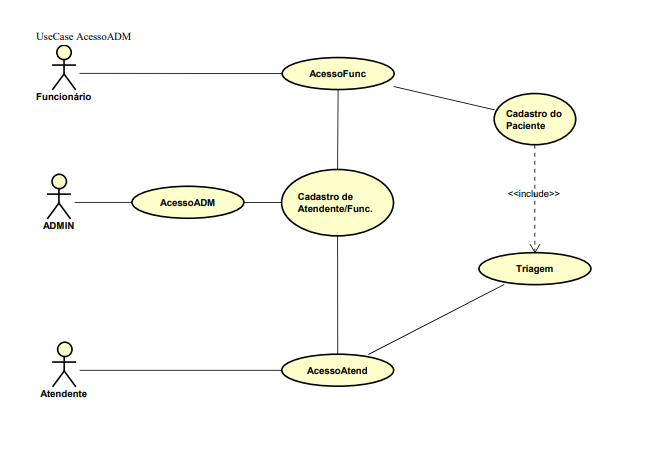 UseCase AcessoADM
AcessoFunc
Funcionário
Cadastro do
Paciente
ADMIN
AcessoADM
Cadastro de
Atendente/Func.
<<include>>
Triagem
Atendente
AcessoAtend